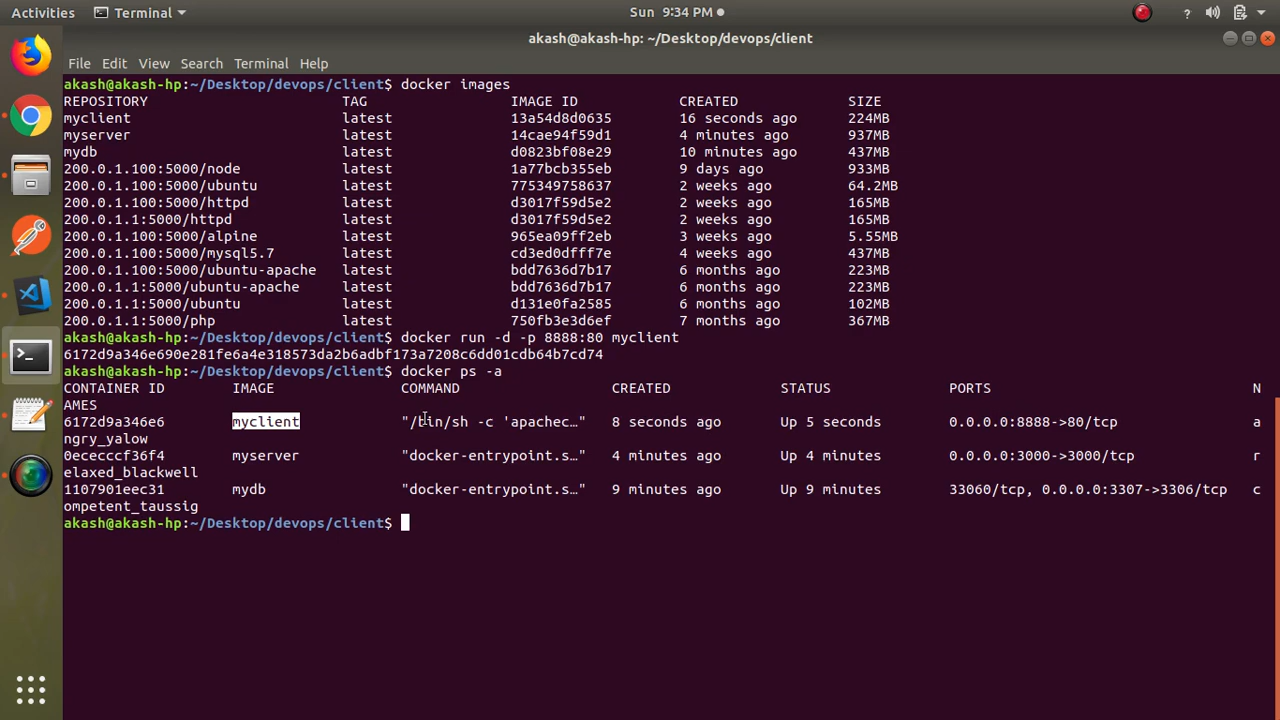 Activities Terminal Sun 9:34 PM
akash@akash-hp: ~/Desktop/devops/client
File Edit View Search Terminal Help
akash@akash-hp:~/Desktop/devops/client$ docker images
REPOSITORY TAG IMAGE ID CREATED SIZE
myclient latest 13a54d8d0635 16 seconds ago 224MB
myserver latest 14cae94f59d1 4 minutes ago 937MB
mydb latest d0823bf08e29 10 minutes ago 437MB
200.0.1.100:5000/node latest 1a77bcb355eb 9 days ago 933MB
200.0.1.100:5000/ubuntu latest 775349758637 2 weeks ago 64.2MB
200.0.1.100:5000/httpd latest d3017f59d5e2 2 weeks ago 165MB
200.0.1.1:5000/httpd latest d3017f59d5e2 2 weeks ago 165MB
200.0.1.100:5000/alpine latest 965ea09ff2eb 3 weeks ago 5.55MB
200.0.1.100:5000/mysql5.7 latest cd3ed0dfff7e 4 weeks ago 437MB
200.0.1.100:5000/ubuntu-apache latest bdd7636d7b17 6 months ago 223MB
200.0.1.1:5000/ubuntu-apache latest bdd7636d7b17 6 months ago 223MB
200.0.1.1:5000/ubuntu latest d131e0fa2585 6 months ago 102MB
200.0.1.1:5000/php latest 750fb3e3d6ef 7 months ago 367MB
akash@akash-hp:~/Desktop/devops/client$ docker run -d -p 8888:80 myclient
6172d9a346e690e281fe6a4e318573da2b6adbf173a7208c6dd01cdb64b7cd74
akash@akash-hp:~/Desktop/devops/client$ docker ps -a
CONTAINER ID IMAGE COMMAND CREATED STATUS PORTS N
AMES
6172d9a346e6 myclient "/bin/sh -c 'apachec…" 8 seconds ago Up 5 seconds 0.0.0.0:8888->80/tcp a
ngry_yalow
0ececccf36f4 myserver "docker-entrypoint.s…" 4 minutes ago Up 4 minutes 0.0.0.0:3000->3000/tcp r
elaxed_blackwell
1107901eec31 mydb "docker-entrypoint.s…" 9 minutes ago Up 9 minutes 33060/tcp, 0.0.0.0:3307->3306/tcp c
ompetent_taussig
akash@akash-hp:~/Desktop/devops/client$